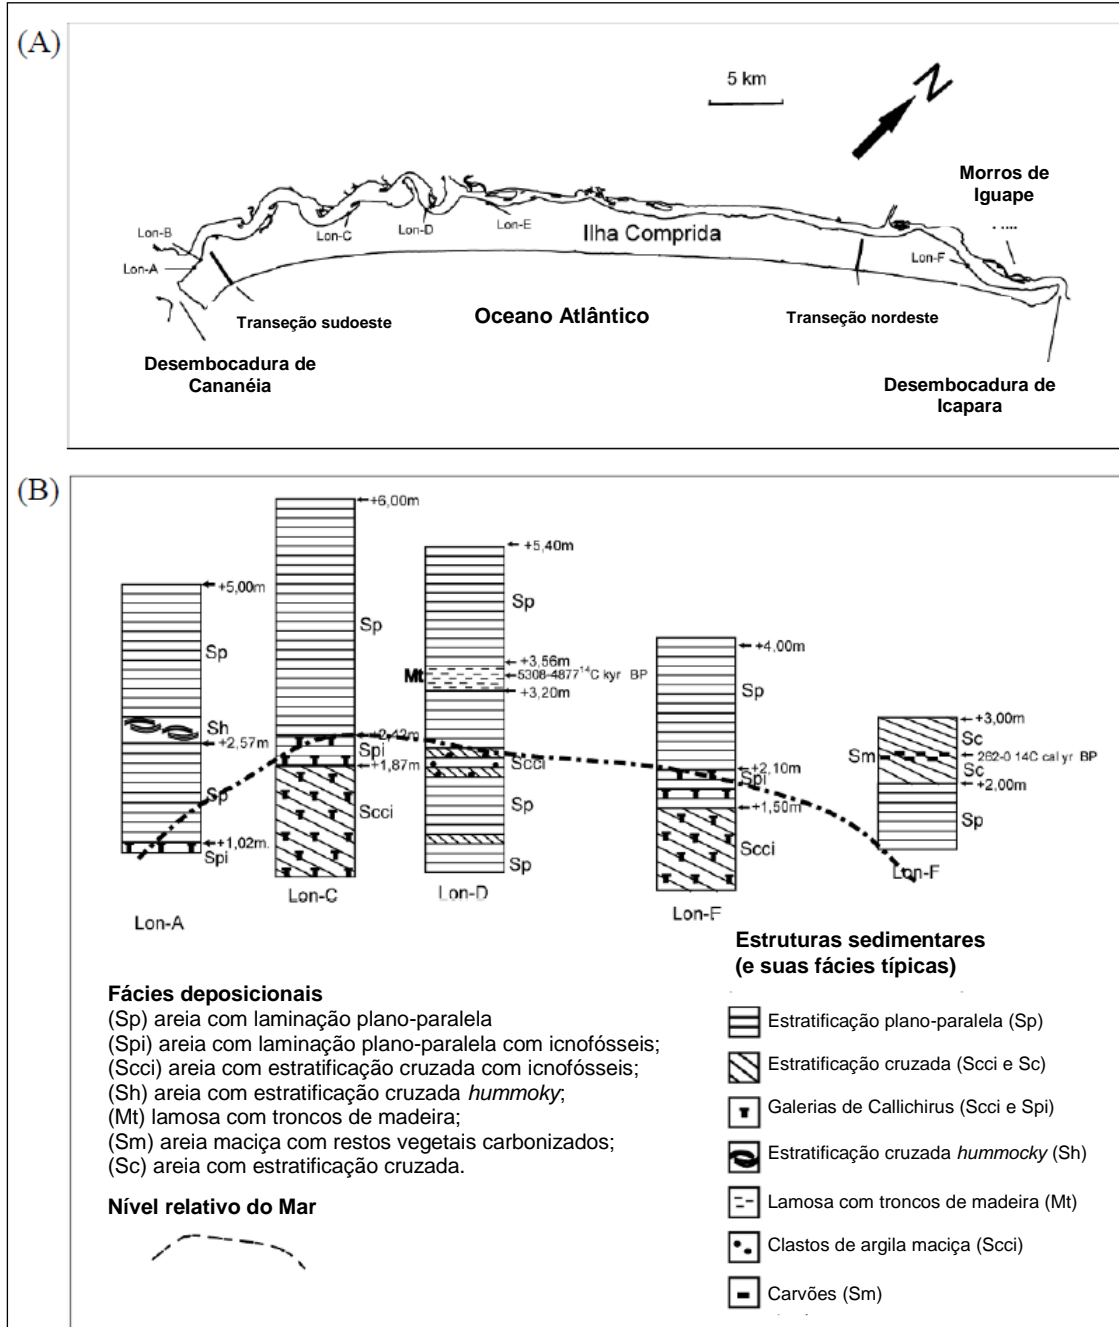 (A)
5 km
N
Morros de
Iguape
Lon-B
Lon-A
Lon-C
Lon-D
Lon-E
Ilha Comprida
Lon-F
Transeção sudoeste
Oceano Atlântico
Transeção nordeste
Desembocadura de
Cananéia
Desembocadura de
Icapara
(B)
+6,00m
+5,40m
+5,00m
Sp
Sp
Sp
+4,00m
+3,56m
Mt
5308-4877 14C kyr BP
+3,20m
Sp
+3,00m
Sh
+2,57m
+2,42m
Spi
Scci
+2,10m
Spi
Sc
Sm
262-0 14C cal yr BP
Sc
+2,00m
+1,87m
Sp
Scci
Sp
+1,50m
Scci
Sp
+1,02m.
Spi
Sp
Lon-A
Lon-C
Lon-D
Lon-F
Lon-F
Fácies deposicionais
(Sp) areia com laminação plano-paralela
(Spi) areia com laminação plano-paralela com icnofósseis;
(Scci) areia com estratificação cruzada com icnofósseis;
(Sh) areia com estratificação cruzada hummoky;
(Mt) lamosa com troncos de madeira;
(Sm) areia maciça com restos vegetais carbonizados;
(Sc) areia com estratificação cruzada.
Nível relativo do Mar
Estruturas sedimentares
(e suas fácies típicas)
Estratificação plano-paralela (Sp)
Estratificação cruzada (Scci e Sc)
Galerias de Callichirus (Scci e Spi)
Estratificação cruzada hummocky (Sh)
Lamosa com troncos de madeira (Mt)
Clastos de argila maciça (Scci)
Carvões (Sm)